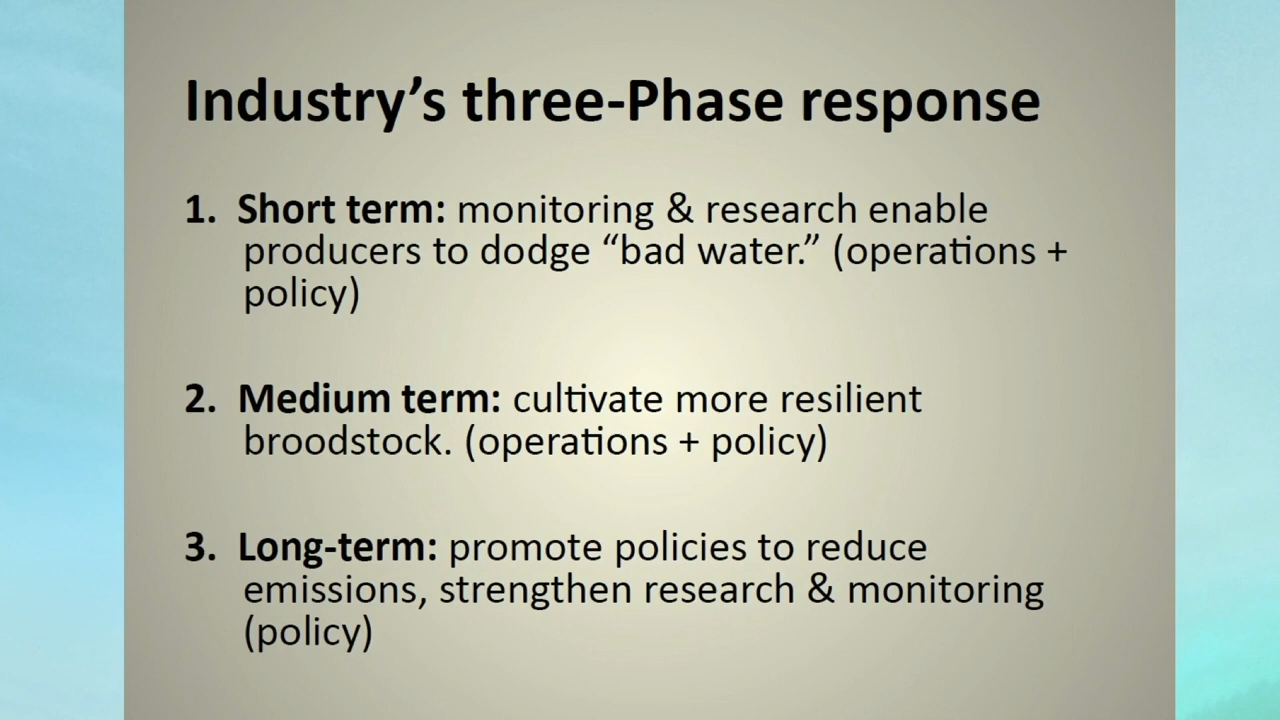 Industry’s three-Phase response
1. Short term: monitoring & research enable
producers to dodge “bad water.” (operations +
policy)
2. Medium term: cultivate more resilient
broodstock. (operations + policy)
3. Long-term: promote policies to reduce
emissions, strengthen research & monitoring
(policy)